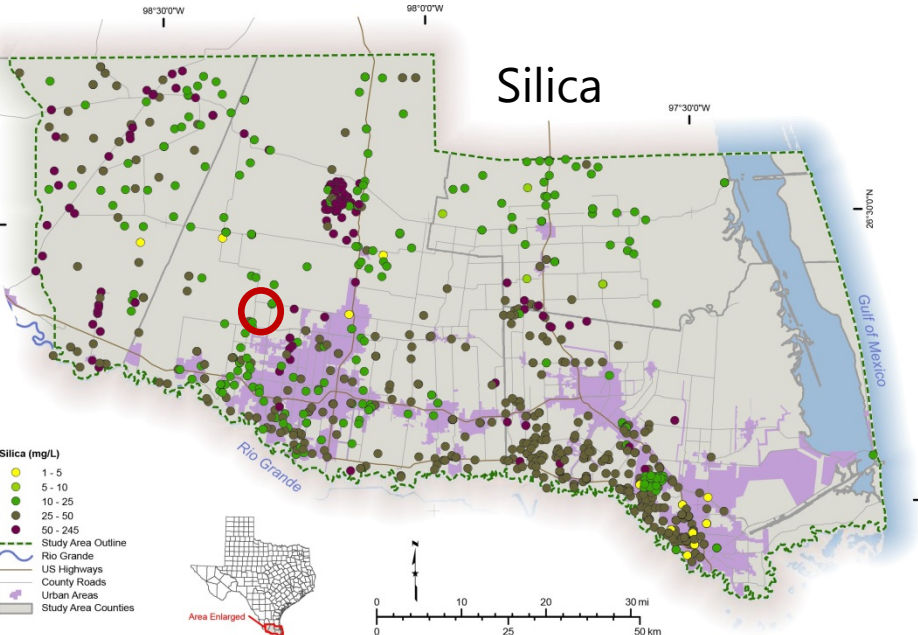 98°30'0"W
98°0'0"W
Silica
97°30'0"W
26°30'0"N
Gulf of Mexico
Rio Grande
Silica (mg/L)
1 - 5
5 - 10
10 - 25
25 - 50
50 - 245
Study Area Outline
Rio Grande
US Highways
County Roads
Urban Areas
Study Area Counties
Area Enlarged
N
0 10 20 30 mi
0 25 50 km